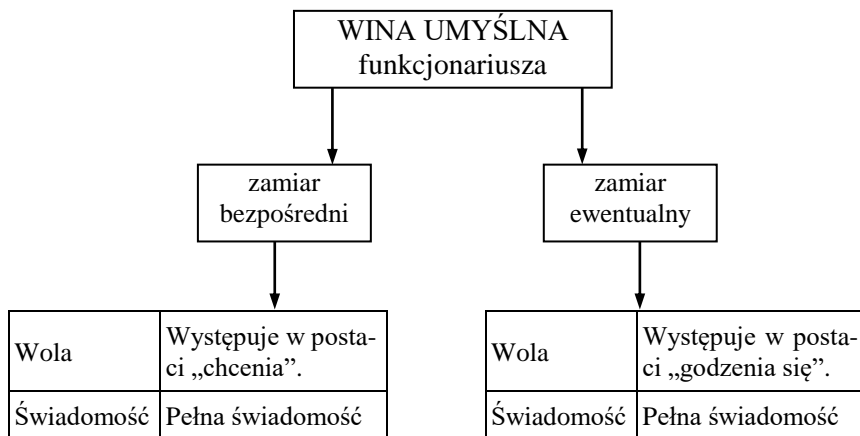 WINA UMYŚLNA
funkcjonariusza
zamiar
bezpośredni
zamiar
ewentualny
Wola
Występuje w posta-
ci „chcenia”.
Świadomość
Pełna świadomość
Wola
Występuje w posta-
ci „godzenia się”.
Świadomość
Pełna świadomość